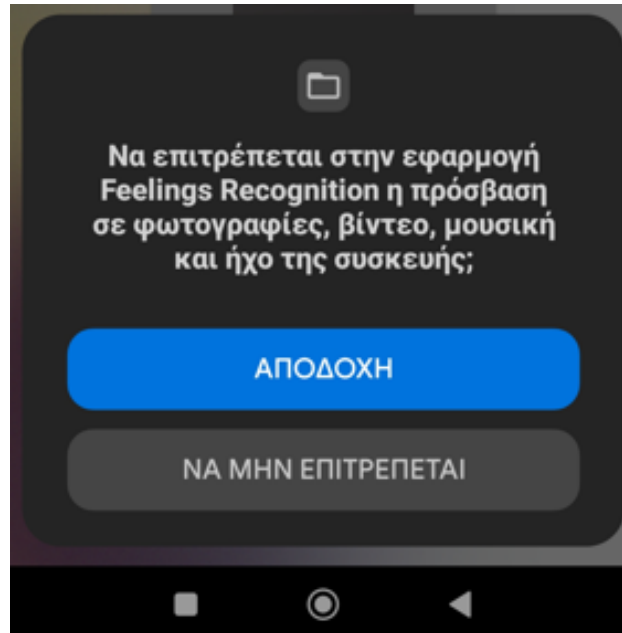 Να επιτρέπεται στην εφαρμογή
Feelings Recognition η πρόσβαση
σε φωτογραφίες, βίντεο, μουσική
και ήχο της συσκευής;
ΑΠΟΔΟΧΗ
ΝΑ ΜΗΝ ΕΠΙΤΡΕΠΕΤΑΙ